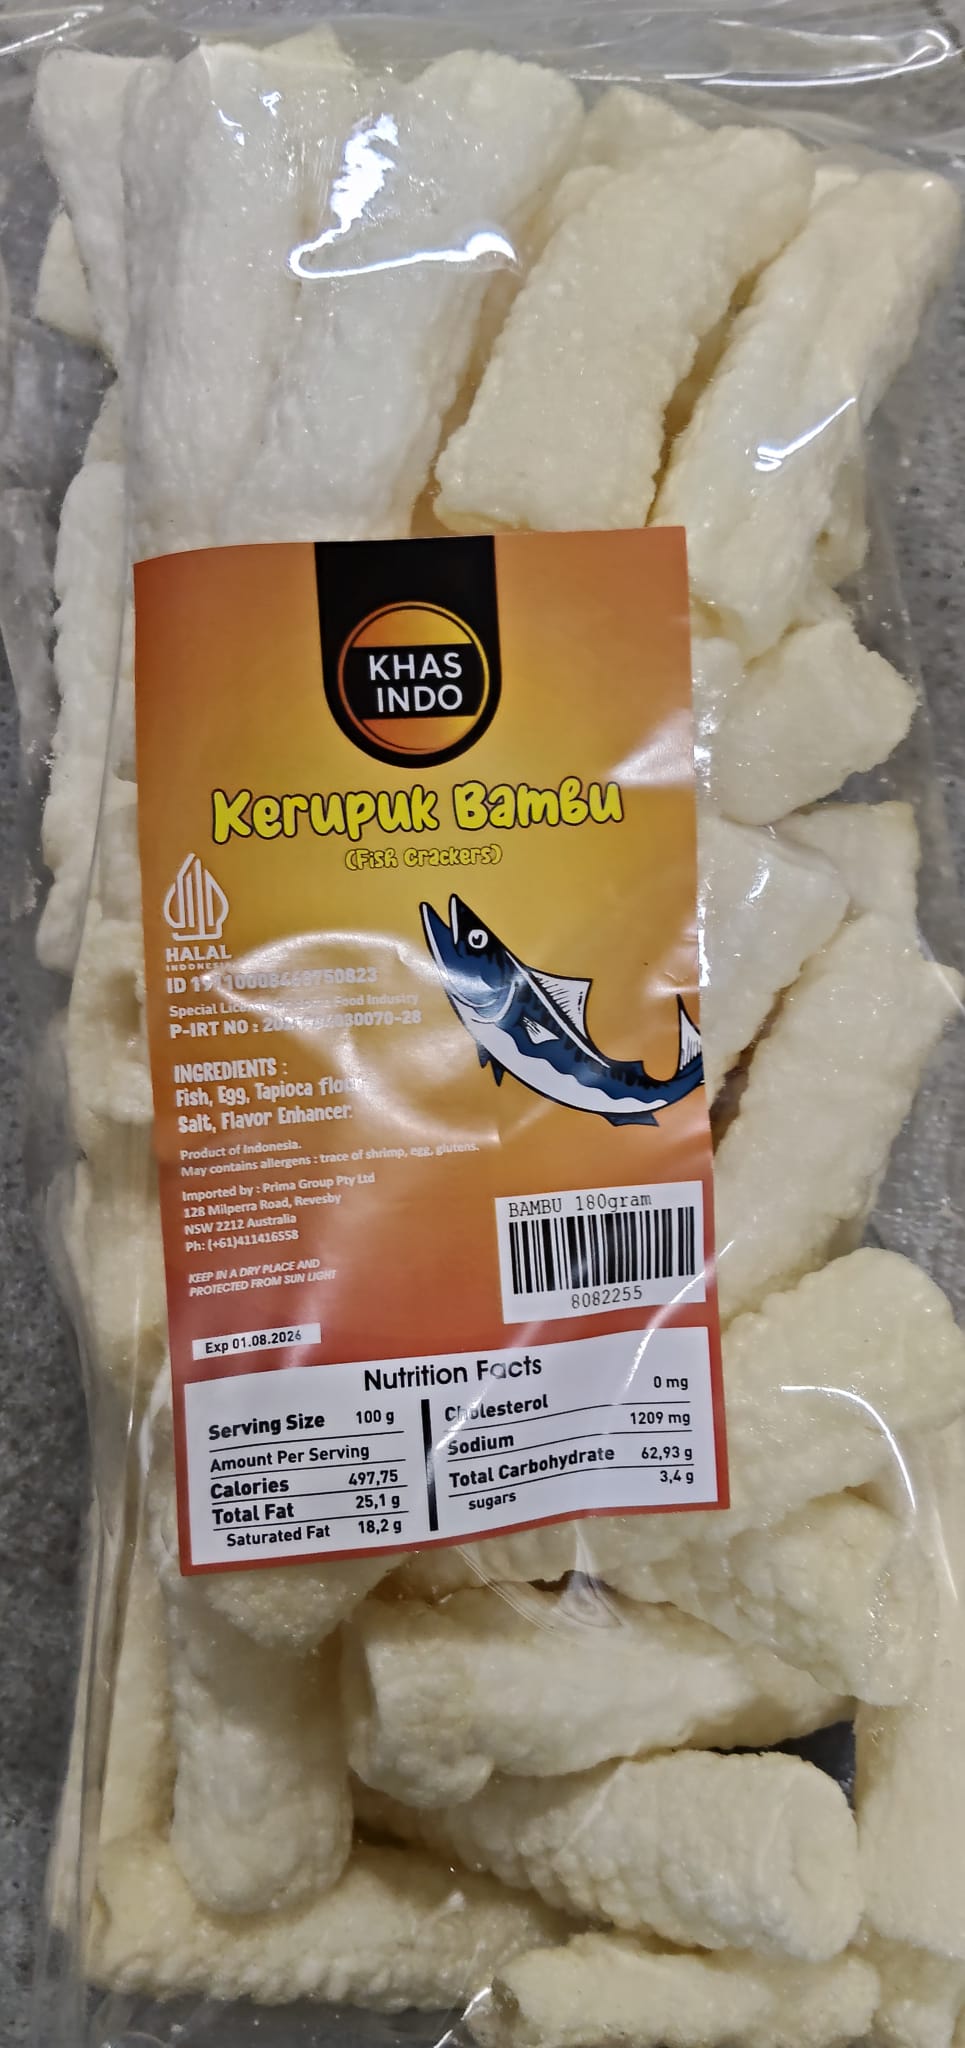 KHAS
INDO
Kerupuk Bambu
(Fish Crackers)
HALAL
INDONESIA
ID
Special Food Industry
P-IRT NO :
INGREDIENTS :
Fish, Egg, Tapioca
Salt, Flavor Enhancer.
Product of Indonesia.
May contains allergens : trace of shrimp, egg, glutens.
Imported by : Prima Group Pty Ltd
128 Milperra Road, Revesby
NSW 2212 Australia
Ph: (+61)411416558
KEEP IN A DRY PLACE AND
PROTECTED FROM SUN LIGHT
BAMBU 180gram
8082255
Exp 01.08.2026
Nutrition Facts
Serving Size 100 g
Amount Per Serving
Calories 497,75
Total Fat 25,1 g
Saturated Fat 18,2 g
Cholesterol 0 mg
Sodium 1209 mg
Total Carbohydrate 62,93 g
sugars 3,4 g